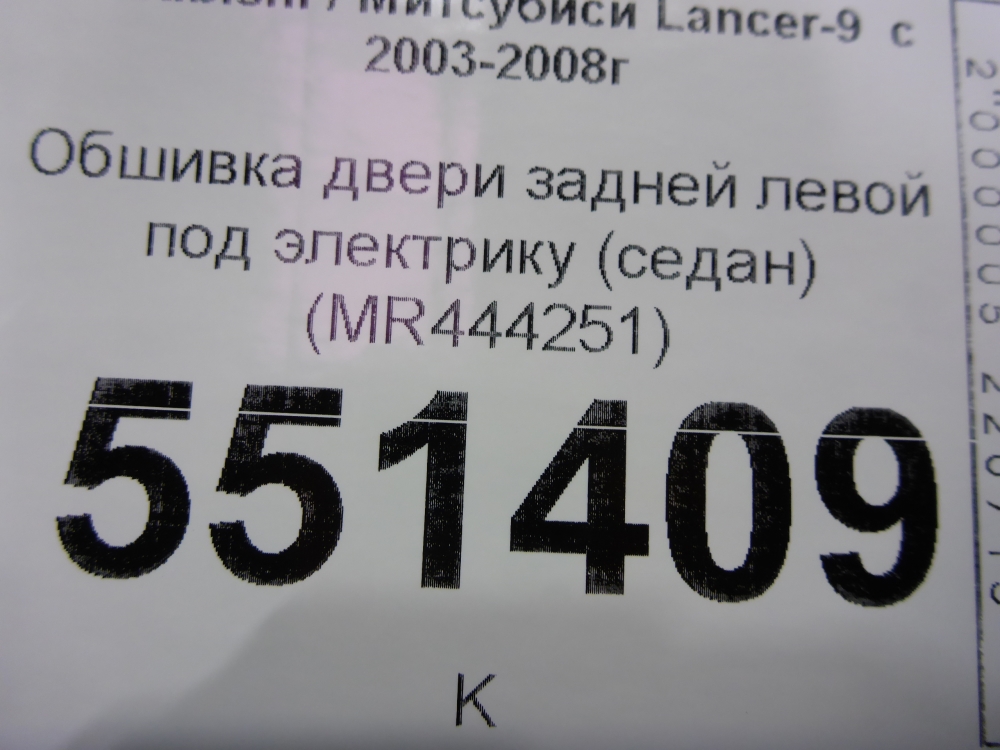 / Митсубиси Lancer-9 с
2003-2008г
Обшивка двери задней левой
под электрику (седан)
(MR444251)
551409
К